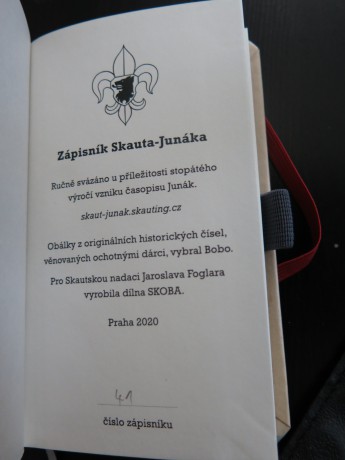 Zápisník Skauta-Junáka
Ručně svázáno u příležitosti stopátého
výročí vzniku časopisu Junák.
skaut-junak.skauting.cz
Obálky z originálních historických čísel,
věnovaných ochotnými dárci, vybral Bobo.
Pro Skautskou nadaci Jaroslava Foglara
vyrobila dílna SKOBA.
Praha 2020
41
číslo zápisníku